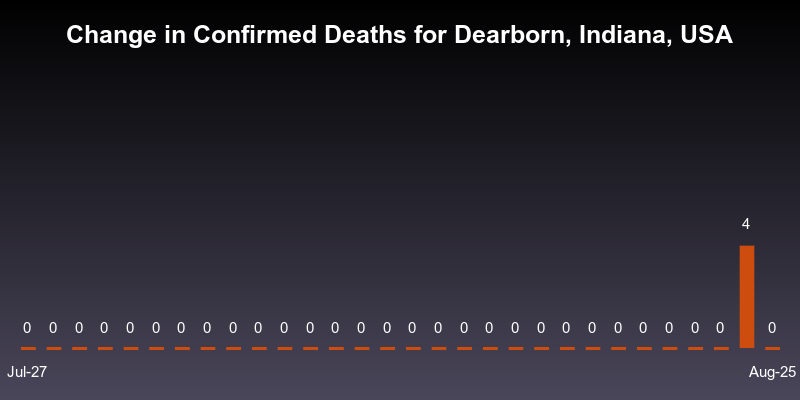 Change in Confirmed Deaths for Dearborn, Indiana, USA
4
0 0 0 0 0 0 0 0 0 0 0 0 0 0 0 0 0 0 0 0 0 0 0 0 0 0 0 0 0
Jul-27 Aug-25